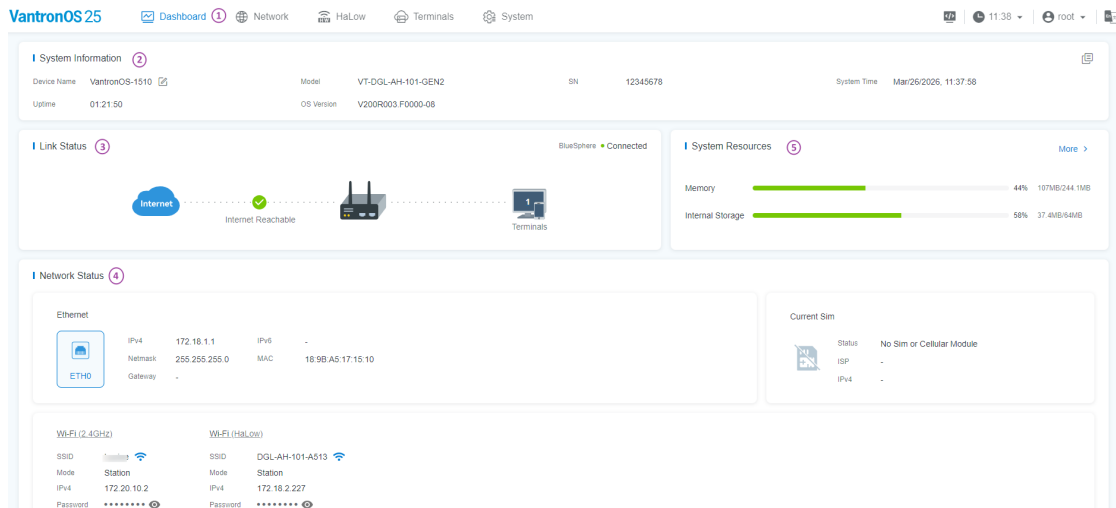 VantronOS 25 Dashboard 1 Network HaLow Terminals System 11:38 root
System Information 2
Device Name VantronOS-1510 Model VT-DGL-AH-101-GEN2 SN 12345678 System Time Mar/26/2026, 11:37:58
Uptime 01:21:50 OS Version V200R003.F0000-08
Link Status 3 BlueSphere Connected
Internet
Internet Reachable
1
Terminals
System Resources 5 More >
Memory 44% 107MB/244.1MB
Internal Storage 58% 37.4MB/64MB
Network Status 4
Ethernet
ETH0
IPv4 172.18.1.1 IPv6 -
Netmask 255.255.255.0 MAC 18:9B:A5:17:15:10
Gateway -
Current Sim
Status No Sim or Cellular Module
ISP -
IPv4 -
Wi-Fi (2.4GHz)
SSID
Mode Station
IPv4 172.20.10.2
Password ••••••••
Wi-Fi (HaLow)
SSID DGL-AH-101-A513
Mode Station
IPv4 172.18.2.227
Password ••••••••